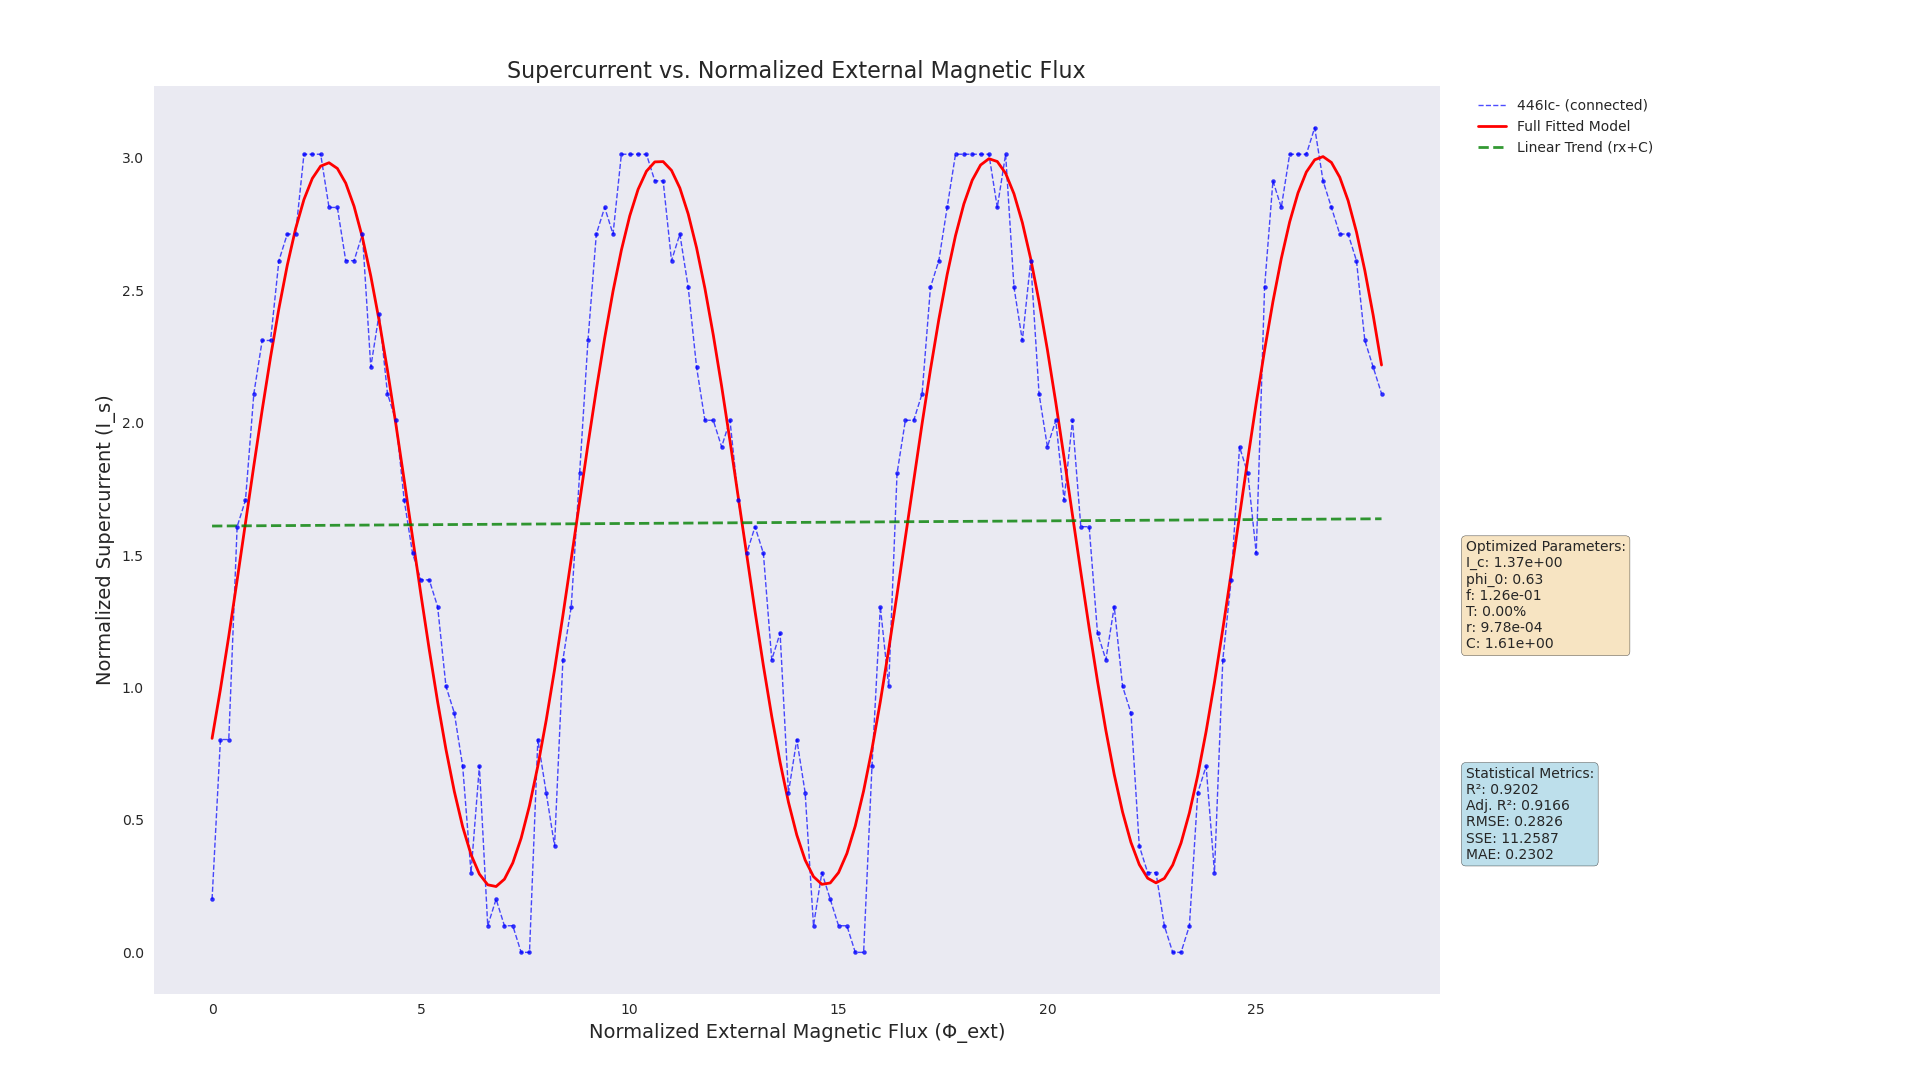 Supercurrent vs. Normalized External Magnetic Flux
446Ic- (connected)
Full Fitted Model
Linear Trend (rx+C)
Normalized Supercurrent (I_s)
3.0
2.5
2.0
1.5
1.0
0.5
0.0
0 5 10 15 20 25
Normalized External Magnetic Flux (Φ_ext)
Optimized Parameters:
I_c: 1.37e+00
phi_0: 0.63
f: 1.26e-01
T: 0.00%
r: 9.78e-04
C: 1.61e+00
Statistical Metrics:
R²: 0.9202
Adj. R²: 0.9166
RMSE: 0.2826
SSE: 11.2587
MAE: 0.2302